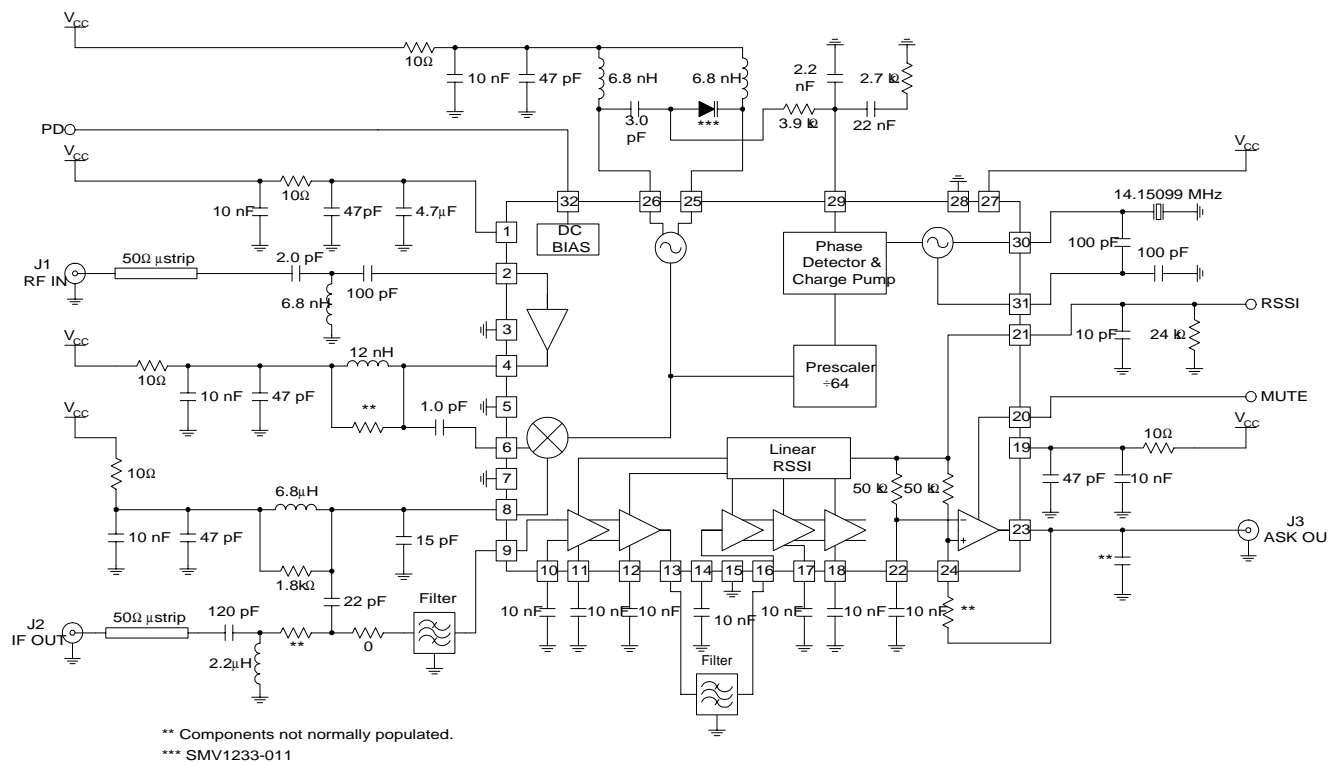 VCC
10Ω
10 nF
47 pF
6.8 nH
6.8 nH
3.0
pF
***
2.2
nF
2.7 kΩ
3.9 kΩ
22 nF
PD
VCC
10Ω
10 nF
47pF
4.7µF
32
26
25
29
28
27
VCC
DC
BIAS
1
J1
RF IN
50Ω µstrip
2.0 pF
100 pF
6.8 nH
2
3
Phase
Detector &
Charge Pump
30
14.15099 MHz
100 pF
100 pF
31
21
RSSI
10 pF
24 kΩ
VCC
10Ω
10 nF
47 pF
12 nH
4
5
**
1.0 pF
6
Prescaler
÷64
20
MUTE
19
VCC
10Ω
47 pF
10 nF
VCC
10Ω
10 nF
47 pF
6.8µH
1.8kΩ
15 pF
7
8
9
Linear
RSSI
50 kΩ
50 kΩ
−
+
23
J3
ASK OU
**
10
11
12
13
14
15
16
17
18
22
24
10 nF
10 nF
10 nF
10 nF
10 nF
10 nF
10 nF
**
J2
IF OUT
50Ω µstrip
120 pF
2.2µH
**
22 pF
0
Filter
Filter
** Components not normally populated.
*** SMV1233-011